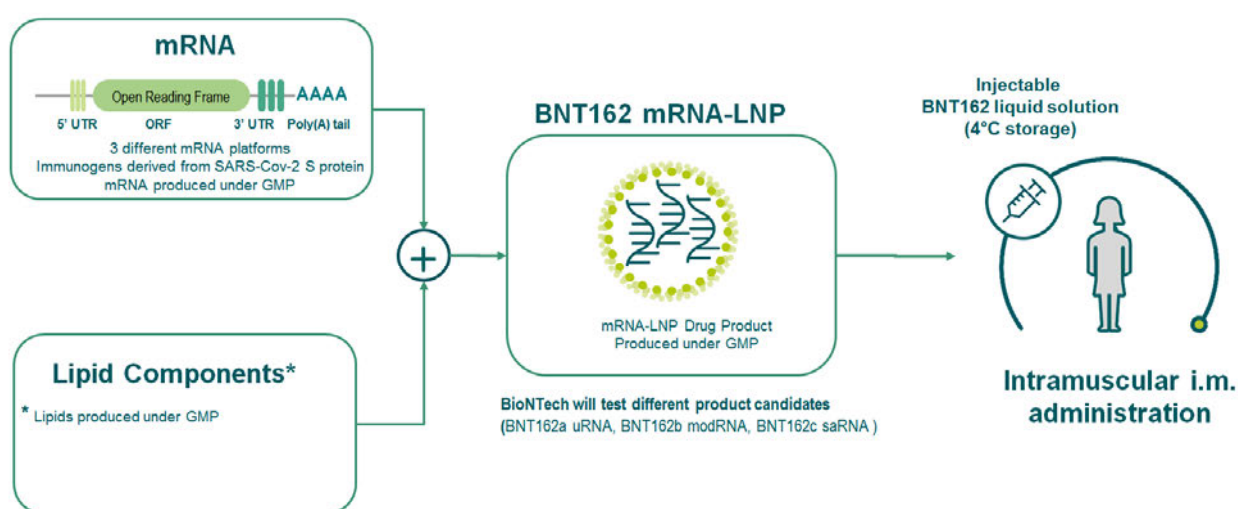 mRNA
Open Reading Frame
AAAA
5' UTR ORF 3' UTR Poly(A) tail
3 different mRNA platforms
Immunogens derived from SARS-Cov-2 S protein
mRNA produced under GMP
Lipid Components*
* Lipids produced under GMP
+
BNT162 mRNA-LNP
mRNA-LNP Drug Product
Produced under GMP
BioNTech will test different product candidates
(BNT162a uRNA, BNT162b modRNA, BNT162c saRNA )
Injectable
BNT162 liquid solution
(4°C storage)
Intramuscular i.m.
administration